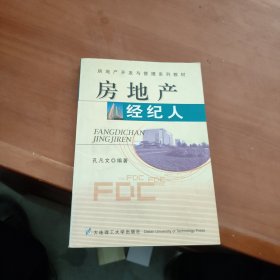 房地产开发与管理系列教材
房地产
经纪人
FANGDICHAN
JINGJIREN
孔凡文◎编著
FDC
FDC
大连理工大学出版社 Dalian University of Technology Press